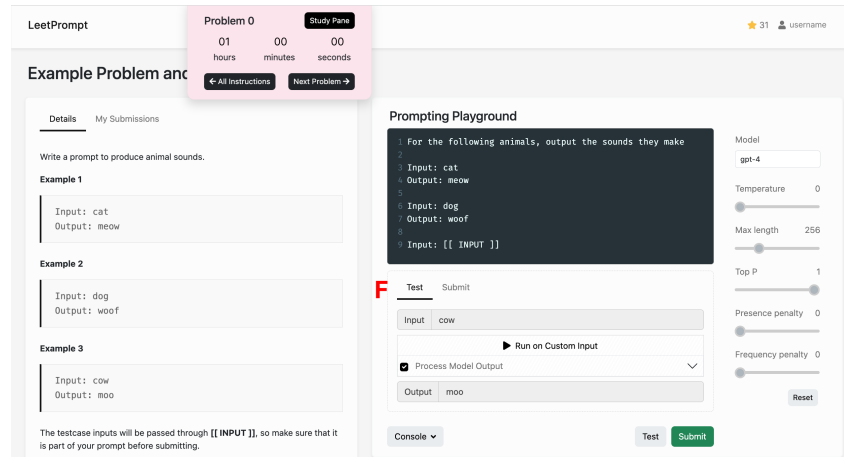 LeetPrompt
Problem 0
Study Pane
01 00 00
hours minutes seconds
← All Instructions Next Problem →
31 username
Example Problem and
Details My Submissions
Write a prompt to produce animal sounds.
Example 1
Input: cat
Output: meow
Example 2
Input: dog
Output: woof
Example 3
Input: cow
Output: moo
The testcase inputs will be passed through [[ INPUT ]], so make sure that it
is part of your prompt before submitting.
Prompting Playground
1 For the following animals, output the sounds they make
2
3 Input: cat
4 Output: meow
5
6 Input: dog
7 Output: woof
8
9 Input: [[ INPUT ]]
F
Test Submit
Input cow
Run on Custom Input
Process Model Output
Output moo
Console
Test Submit
Model
gpt-4
Temperature 0
Max length 256
Top P 1
Presence penalty 0
Frequency penalty 0
Reset